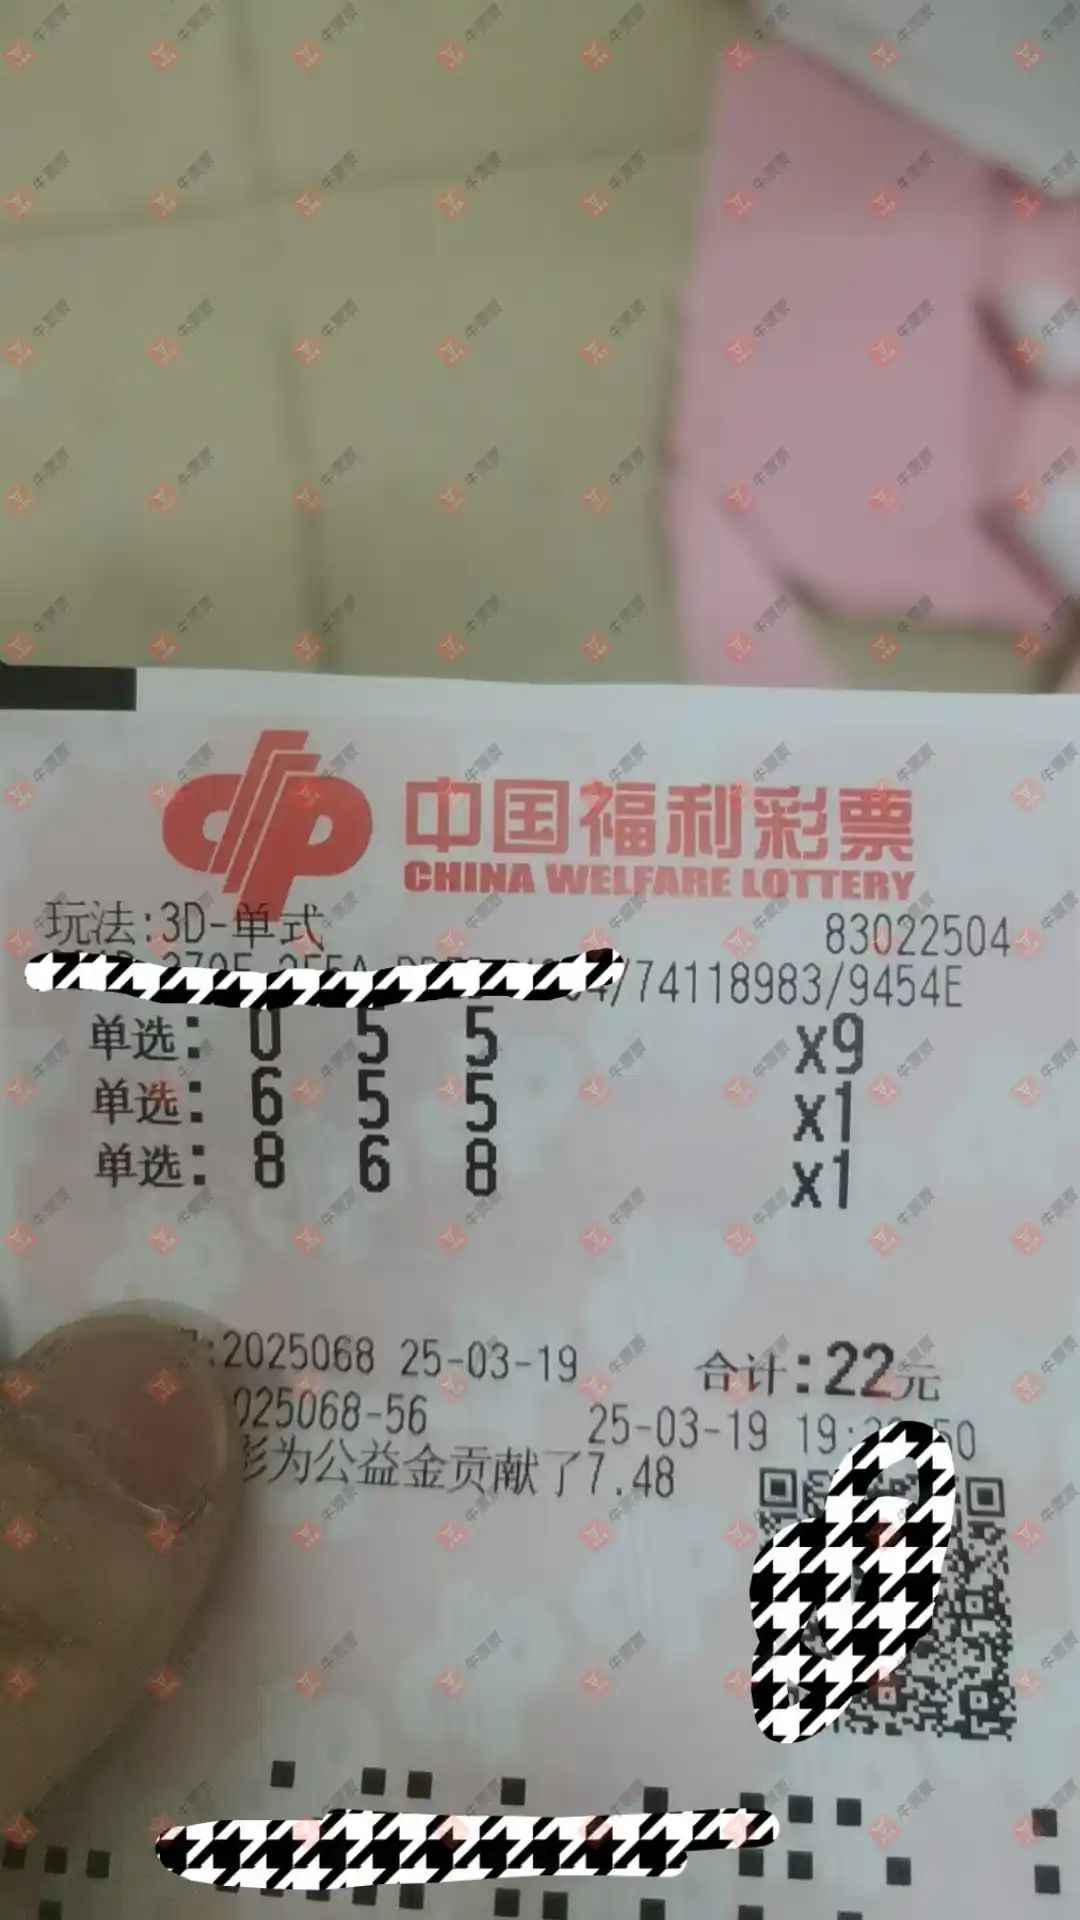 中国福利彩票
CHINA WELFARE LOTTERY
玩法:3D-单式 83022504
/74118983/9454E
单选: 0 5 5 x9
单选: 6 5 5 x1
单选: 8 6 8 x1
:2025068 25-03-19 合计:22元
025068-56 25-03-19 19: 50
彩为公益金贡献了7.48